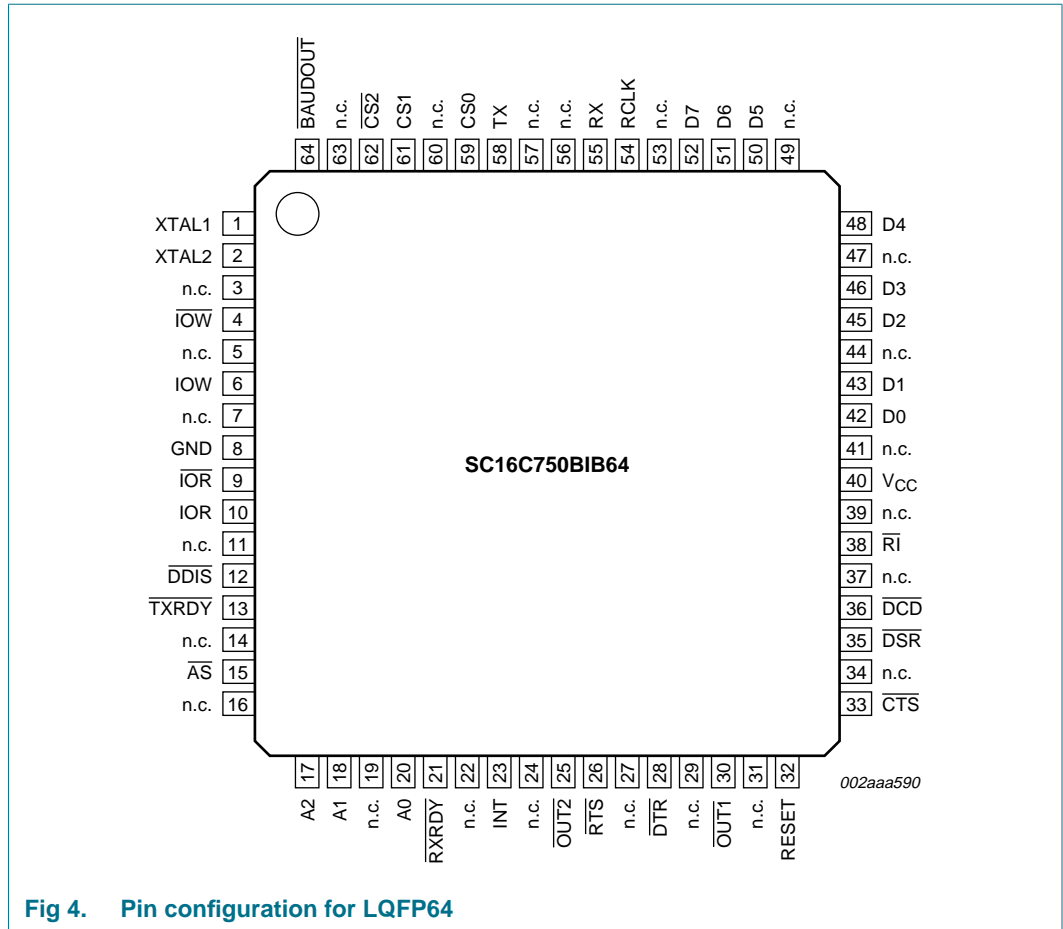 BAUDOUT n.c. CS2 CS1 n.c. CS0 TX n.c. n.c. RX RCLK n.c. D7 D6 D5 n.c.
64 63 62 61 60 59 58 57 56 55 54 53 52 51 50 49
XTAL1 1
XTAL2 2
n.c. 3
IOW 4
n.c. 5
IOW 6
n.c. 7
GND 8
IOR 9
IOR 10
n.c. 11
DDIS 12
TXRDY 13
n.c. 14
AS 15
n.c. 16
SC16C750BIB64
48 D4
47 n.c.
46 D3
45 D2
44 n.c.
43 D1
42 D0
41 n.c.
40 VCC
39 n.c.
38 RI
37 n.c.
36 DCD
35 DSR
34 n.c.
33 CTS
17 18 19 20 21 22 23 24 25 26 27 28 29 30 31 32
A2 A1 n.c. A0 RXRDY n.c. INT n.c. OUT2 RTS n.c. DTR n.c. OUT1 n.c. RESET
002aaa590
Fig 4. Pin configuration for LQFP64